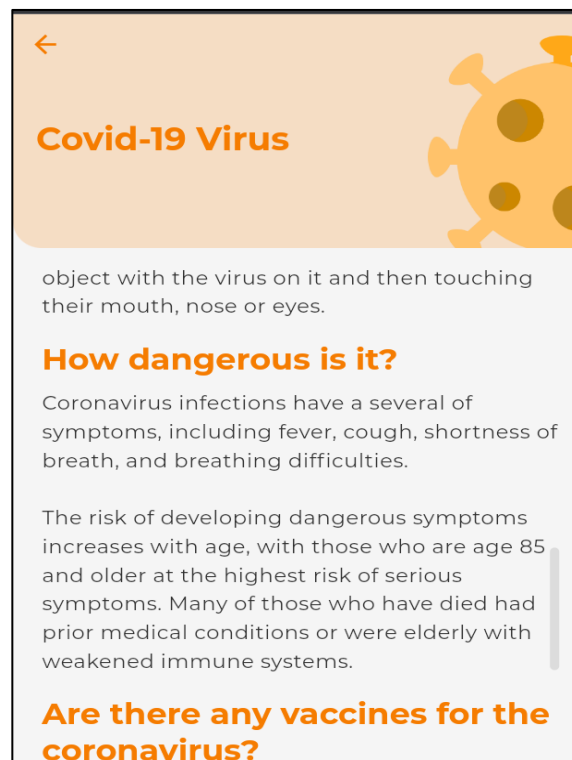 Covid-19 Virus
object with the virus on it and then touching
their mouth, nose or eyes.
How dangerous is it?
Coronavirus infections have a several of
symptoms, including fever, cough, shortness of
breath, and breathing difficulties.
The risk of developing dangerous symptoms
increases with age, with those who are age 85
and older at the highest risk of serious
symptoms. Many of those who have died had
prior medical conditions or were elderly with
weakened immune systems.
Are there any vaccines for the
coronavirus?